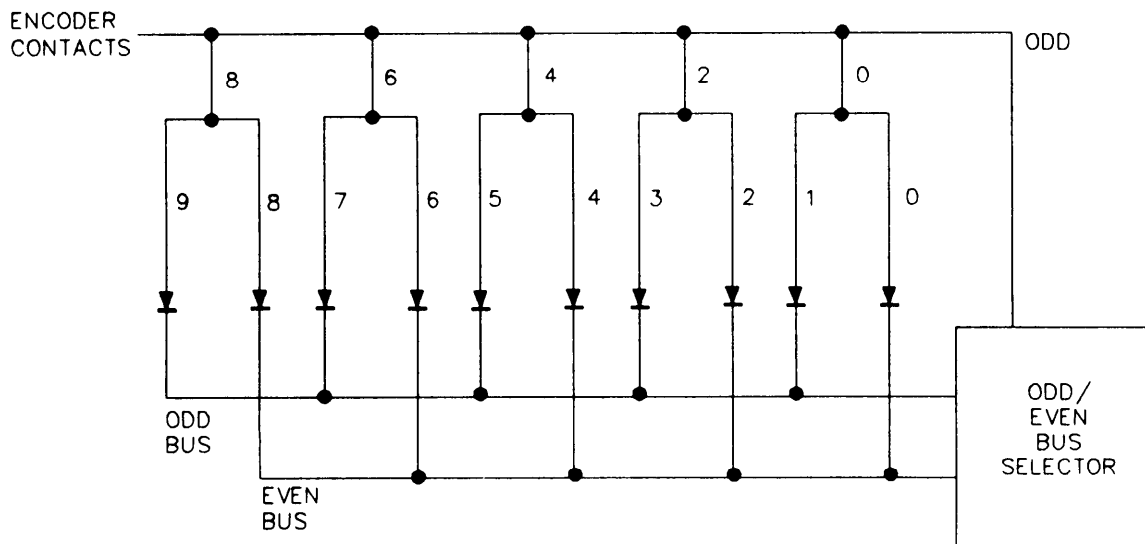 ENCODER
CONTACTS
ODD
8 6 4 2 0
9 8 7 6 5 4 3 2 1 0
ODD
BUS
EVEN
BUS
ODD/
EVEN
BUS
SELECTOR